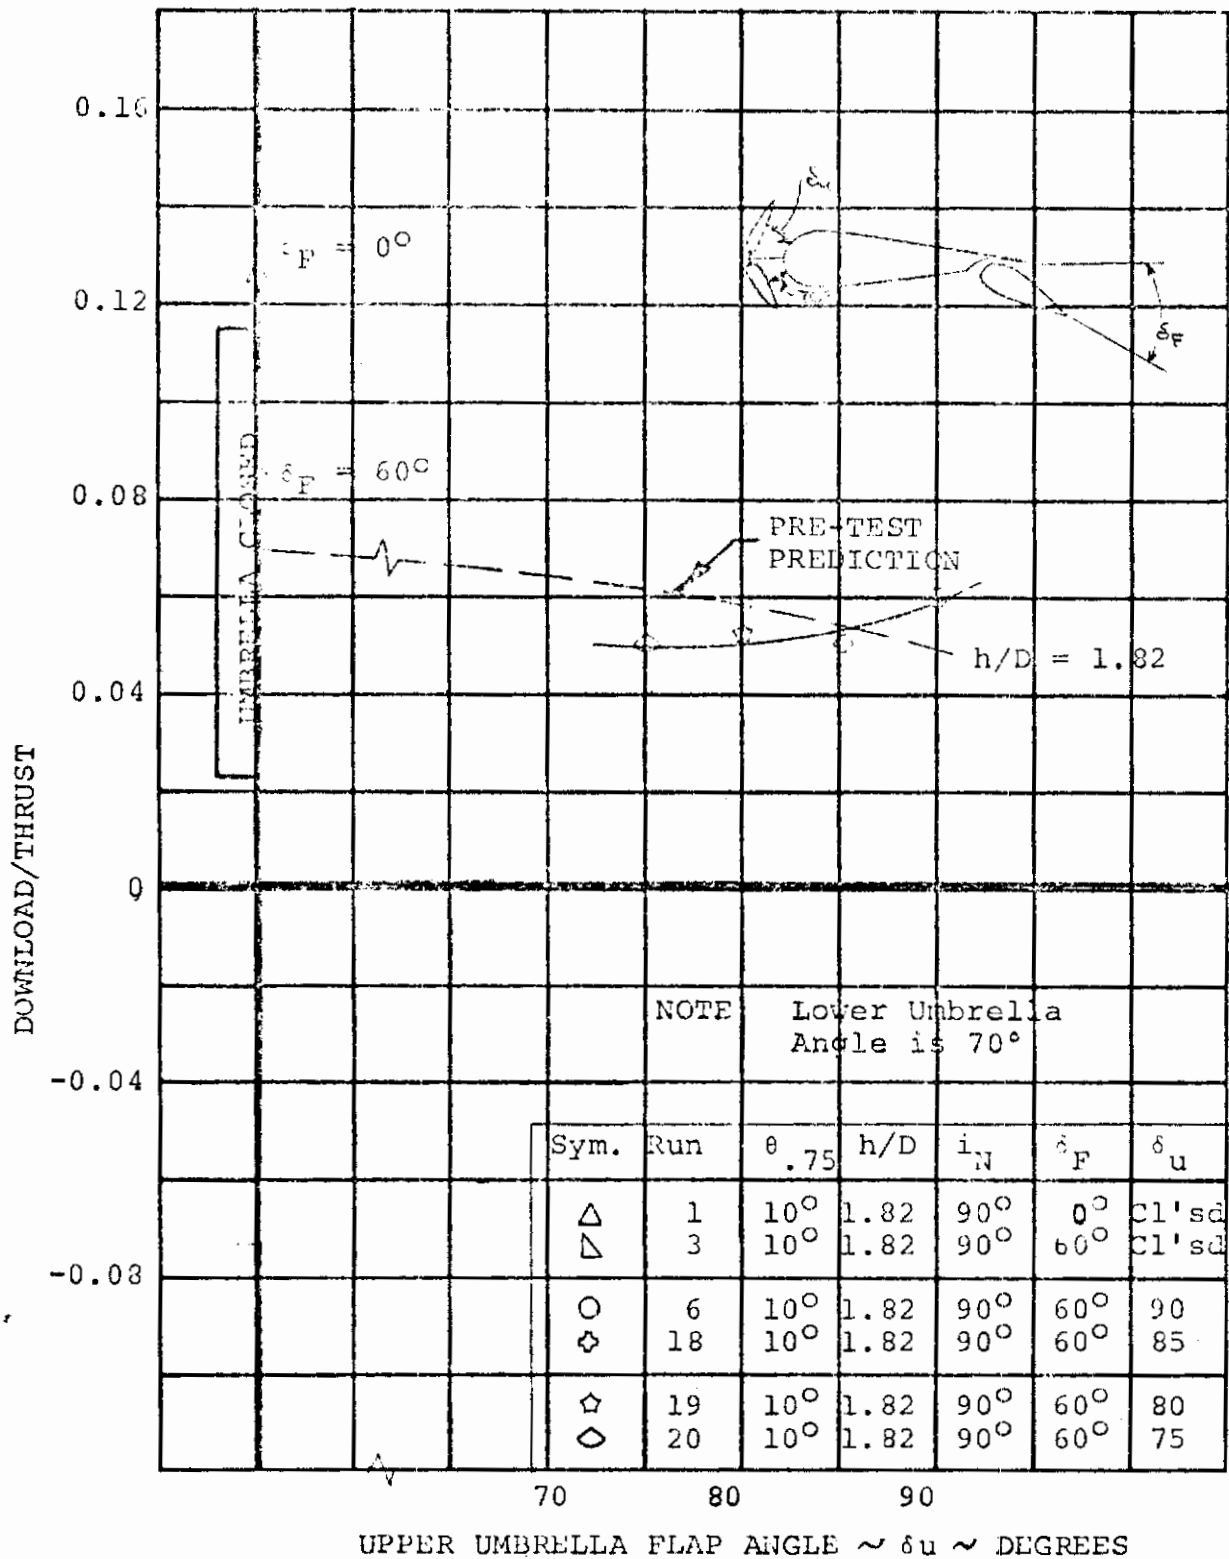 0.16
δu
F = 0°
0.12
δF
UMBRELLA CLOSED
δF = 60°
0.08
PRE-TEST
PREDICTION
h/D = 1.82
0.04
DOWNLOAD/THRUST
0
NOTE Lower Umbrella
Angle is 70°
-0.04
Sym. Run θ.75 h/D iN δF δu
△ 1 10° 1.82 90° 0° Cl'sd
3 10° 1.82 90° 60° Cl'sd
-0.08
○ 6 10° 1.82 90° 60° 90
18 10° 1.82 90° 60° 85
☆ 19 10° 1.82 90° 60° 80
◇ 20 10° 1.82 90° 60° 75
70 80 90
UPPER UMBRELLA FLAP ANGLE ~ δu ~ DEGREES